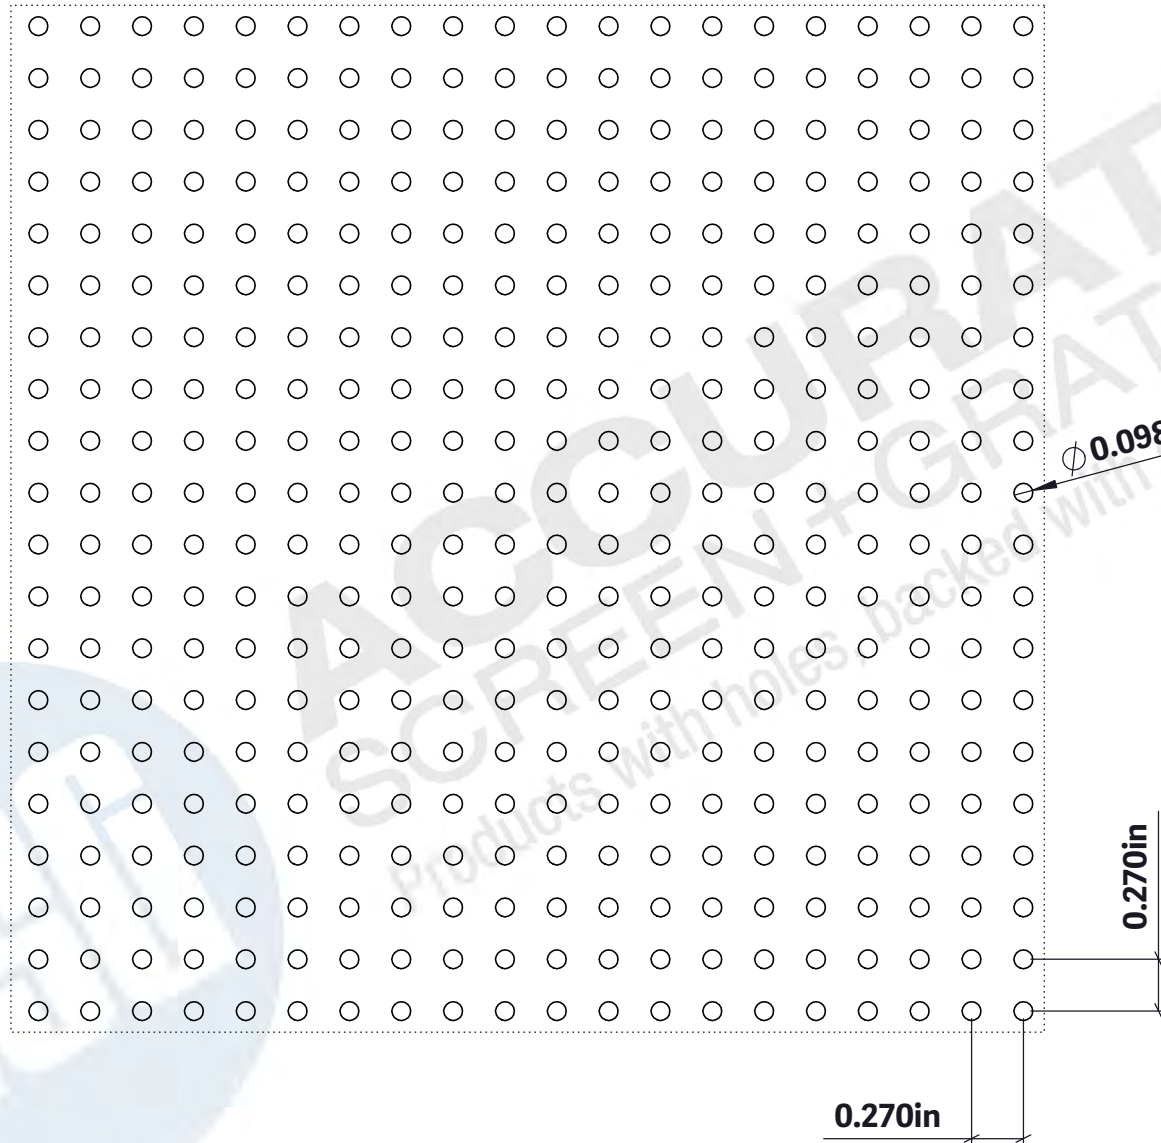 ACCURAT
SCREEN + GRAT
Products with holes, backed with
⌀ 0.098
0.270in
0.270in